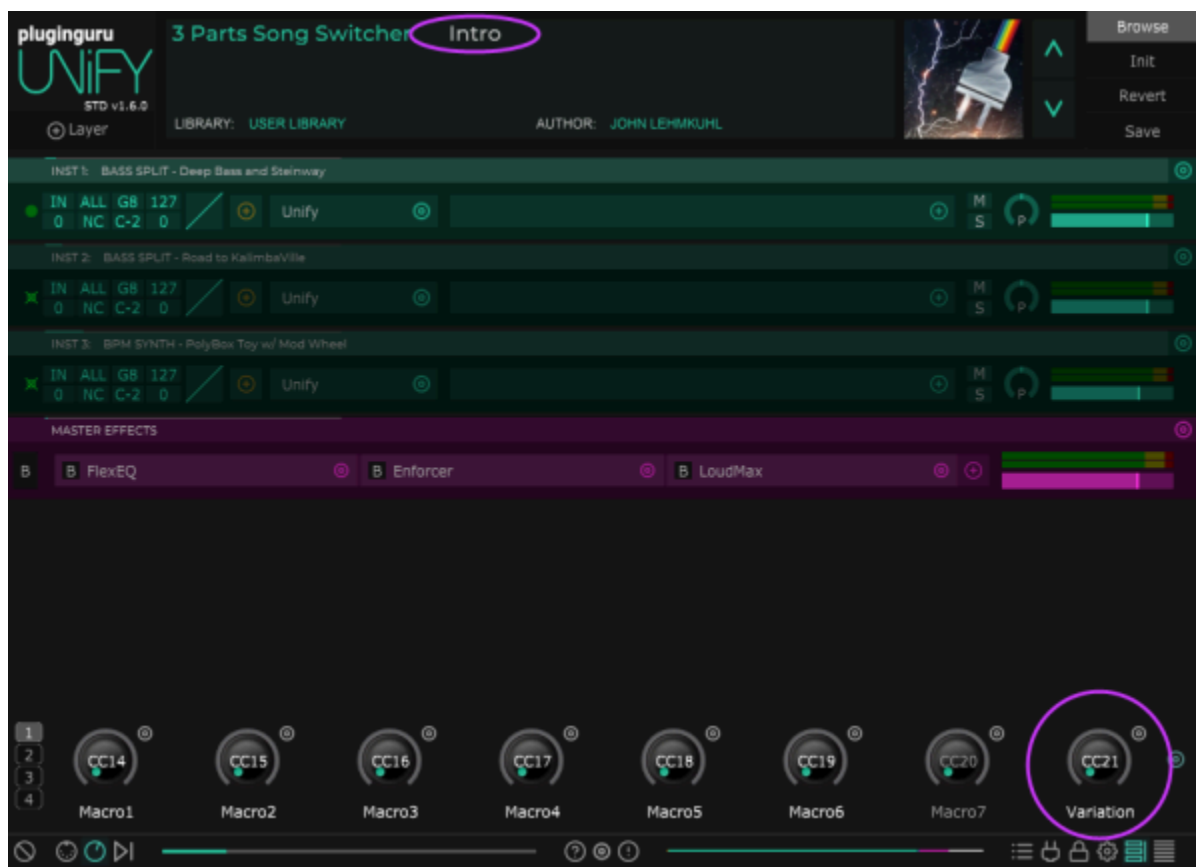 pluginguru
UNiFY
STD v1.6.0
Layer
3 Parts Song Switcher Intro
LIBRARY: USER LIBRARY AUTHOR: JOHN LEHMKUHL
Browse
Init
Revert
Save
INST 1: BASS SPLIT - Deep Bass and Steinway
IN ALL G8 127
0 NC C-2 0
Unify
M
S
P
INST 2: BASS SPLIT - Road to KalimbaVille
IN ALL G8 127
0 NC C-2 0
Unify
M
S
P
INST 3: BPM SYNTH - PolyBox Toy w/ Mod Wheel
IN ALL G8 127
0 NC C-2 0
Unify
M
S
P
MASTER EFFECTS
B B FlexEQ B Enforcer B LoudMax
1
2
3
4
CC14 CC15 CC16 CC17 CC18 CC19 CC20 CC21
Macro1 Macro2 Macro3 Macro4 Macro5 Macro6 Macro7 Variation